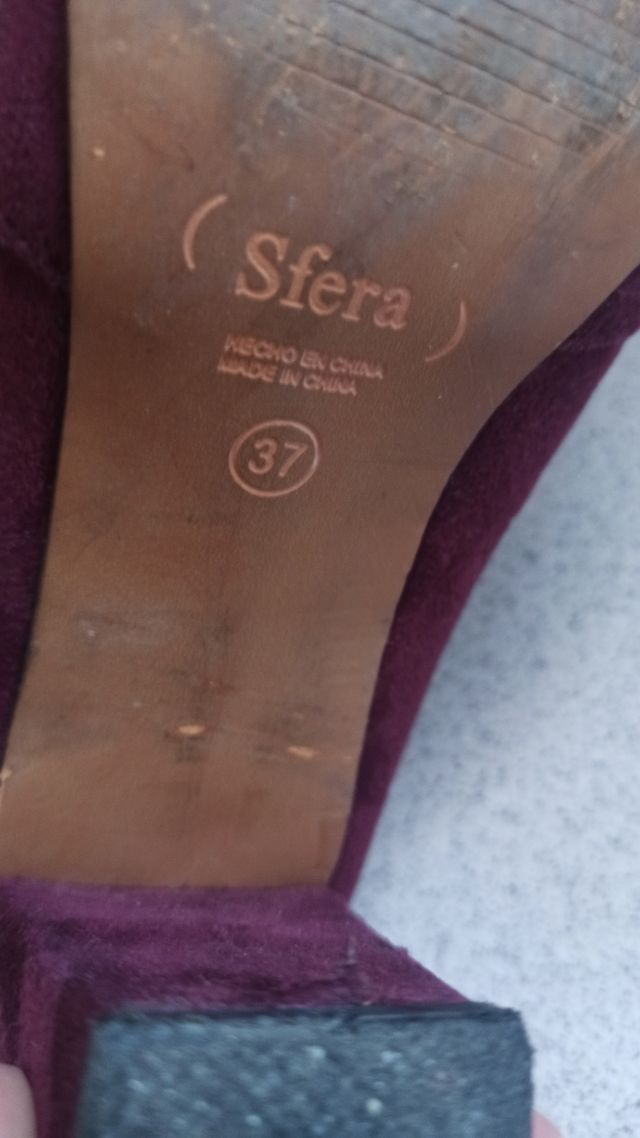 ( Sfera )
HECHO EN CHINA
MADE IN CHINA
37